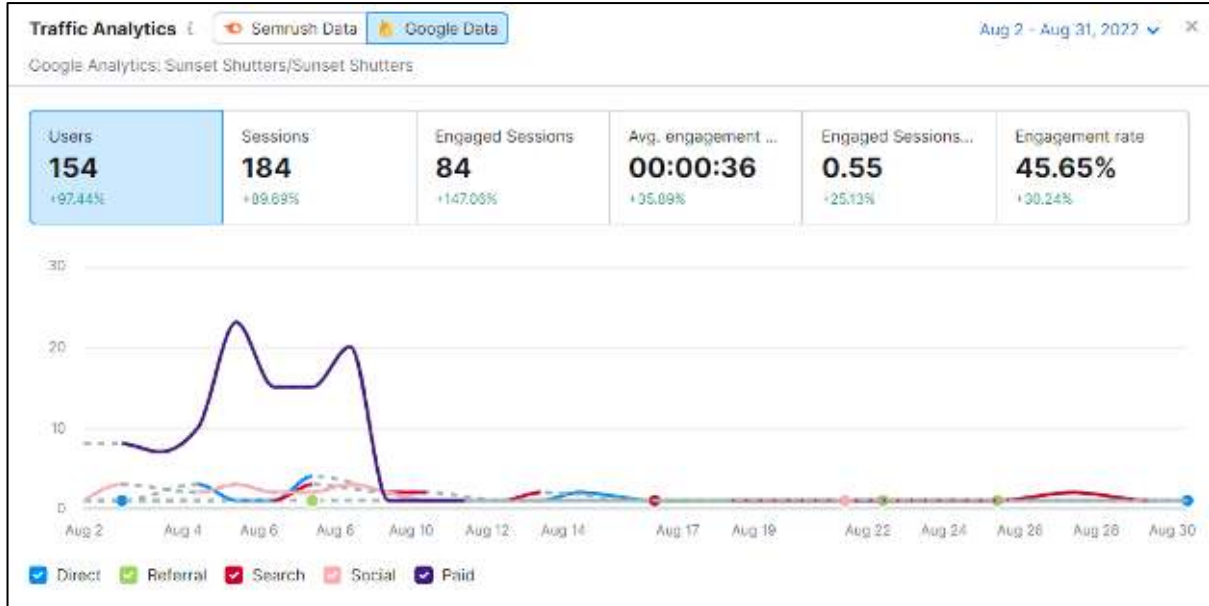 Traffic Analytics i Semrush Data Google Data Aug 2 - Aug 31, 2022
Google Analytics: Sunset Shutters/Sunset Shutters
Users Sessions Engaged Sessions Avg. engagement ... Engaged Sessions... Engagement rate
154 184 84 00:00:36 0.55 45.65%
+97.44% +89.69% +147.06% +35.89% +25.13% +30.24%
30
20
10
0
Aug 2 Aug 4 Aug 6 Aug 8 Aug 10 Aug 12 Aug 14 Aug 17 Aug 19 Aug 22 Aug 24 Aug 26 Aug 28 Aug 30
Direct Referral Search Social Paid